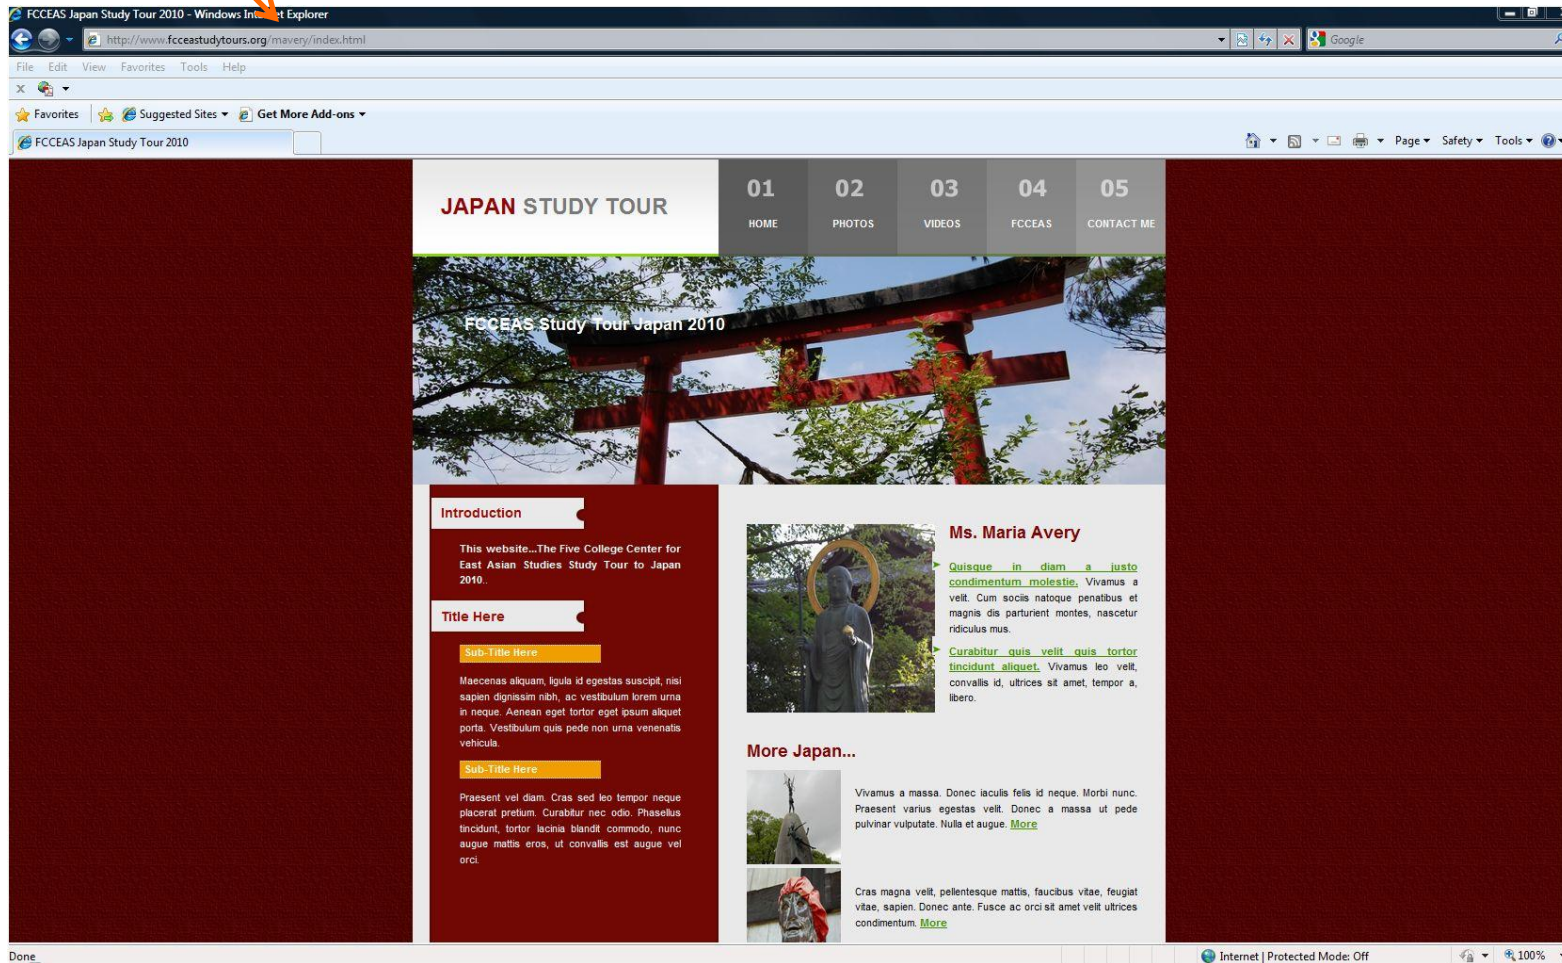 FCCEAS Japan Study Tour 2010 - Windows Internet Explorer
http://www.fcceastudytours.org/mavery/index.html
Google
File Edit View Favorites Tools Help
x
Favorites Suggested Sites Get More Add-ons
FCCEAS Japan Study Tour 2010
Page Safety Tools
JAPAN STUDY TOUR
01 02 03 04 05
HOME PHOTOS VIDEOS FCCEAS CONTACT ME
FCCEAS Study Tour Japan 2010
Introduction
This website...The Five College Center for
East Asian Studies Study Tour to Japan
2010..
Title Here
Sub-Title Here
Maecenas aliquam, ligula id egestas suscipit, nisi
sapien dignissim nibh, ac vestibulum lorem urna
in neque. Aenean eget tortor eget ipsum aliquet
porta. Vestibulum quis pede non urna venenatis
vehicula.
Sub-Title Here
Praesent vel diam. Cras sed leo tempor neque
placerat pretium. Curabitur nec odio. Phasellus
tincidunt, tortor lacinia blandit commodo, nunc
augue mattis eros, ut convallis est augue vel
orci.
Ms. Maria Avery
Quisque in diam a justo
condimentum molestie. Vivamus a
velit. Cum sociis natoque penatibus et
magnis dis parturient montes, nascetur
ridiculus mus.
Curabitur quis velit quis tortor
tincidunt aliquet. Vivamus leo velit,
convallis id, ultrices sit amet, tempor a,
libero.
More Japan...
Vivamus a massa. Donec iaculis felis id neque. Morbi nunc.
Praesent varius egestas velit. Donec a massa ut pede
pulvinar vulputate. Nulla et augue. More
Cras magna velit, pellentesque mattis, faucibus vitae, feugiat
vitae, sapien. Donec ante. Fusce ac orci sit amet velit ultrices
condimentum. More
Done
Internet | Protected Mode: Off
100%